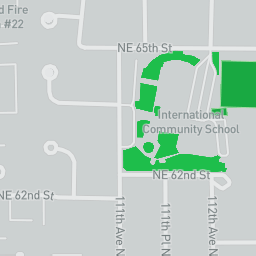 d Fire
#22
NE 65th St
International
Community School
NE 62nd St
NE 62nd St
111th Ave N
111th Pl N
112th Ave N